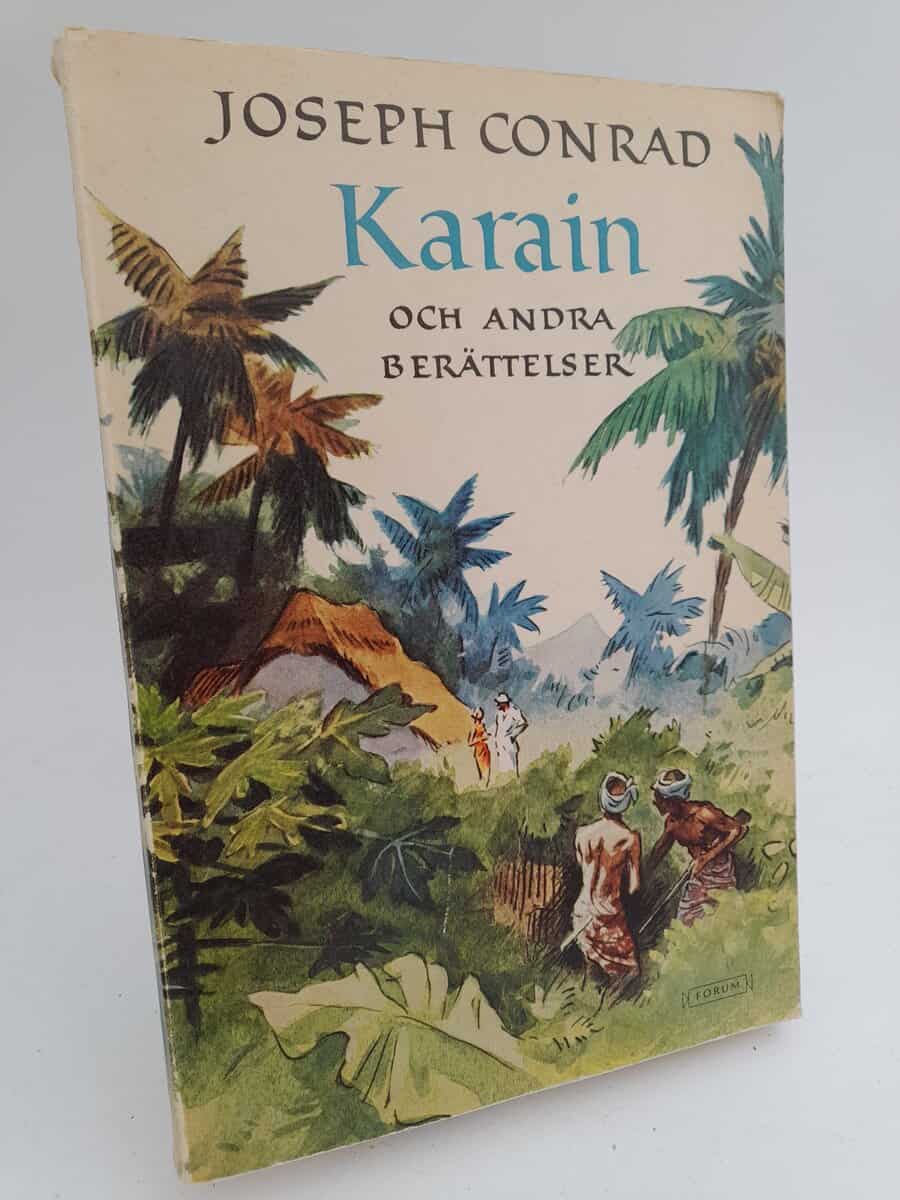 JOSEPH CONRAD
Karain
OCH ANDRA
BERÄTTELSER
FORUM